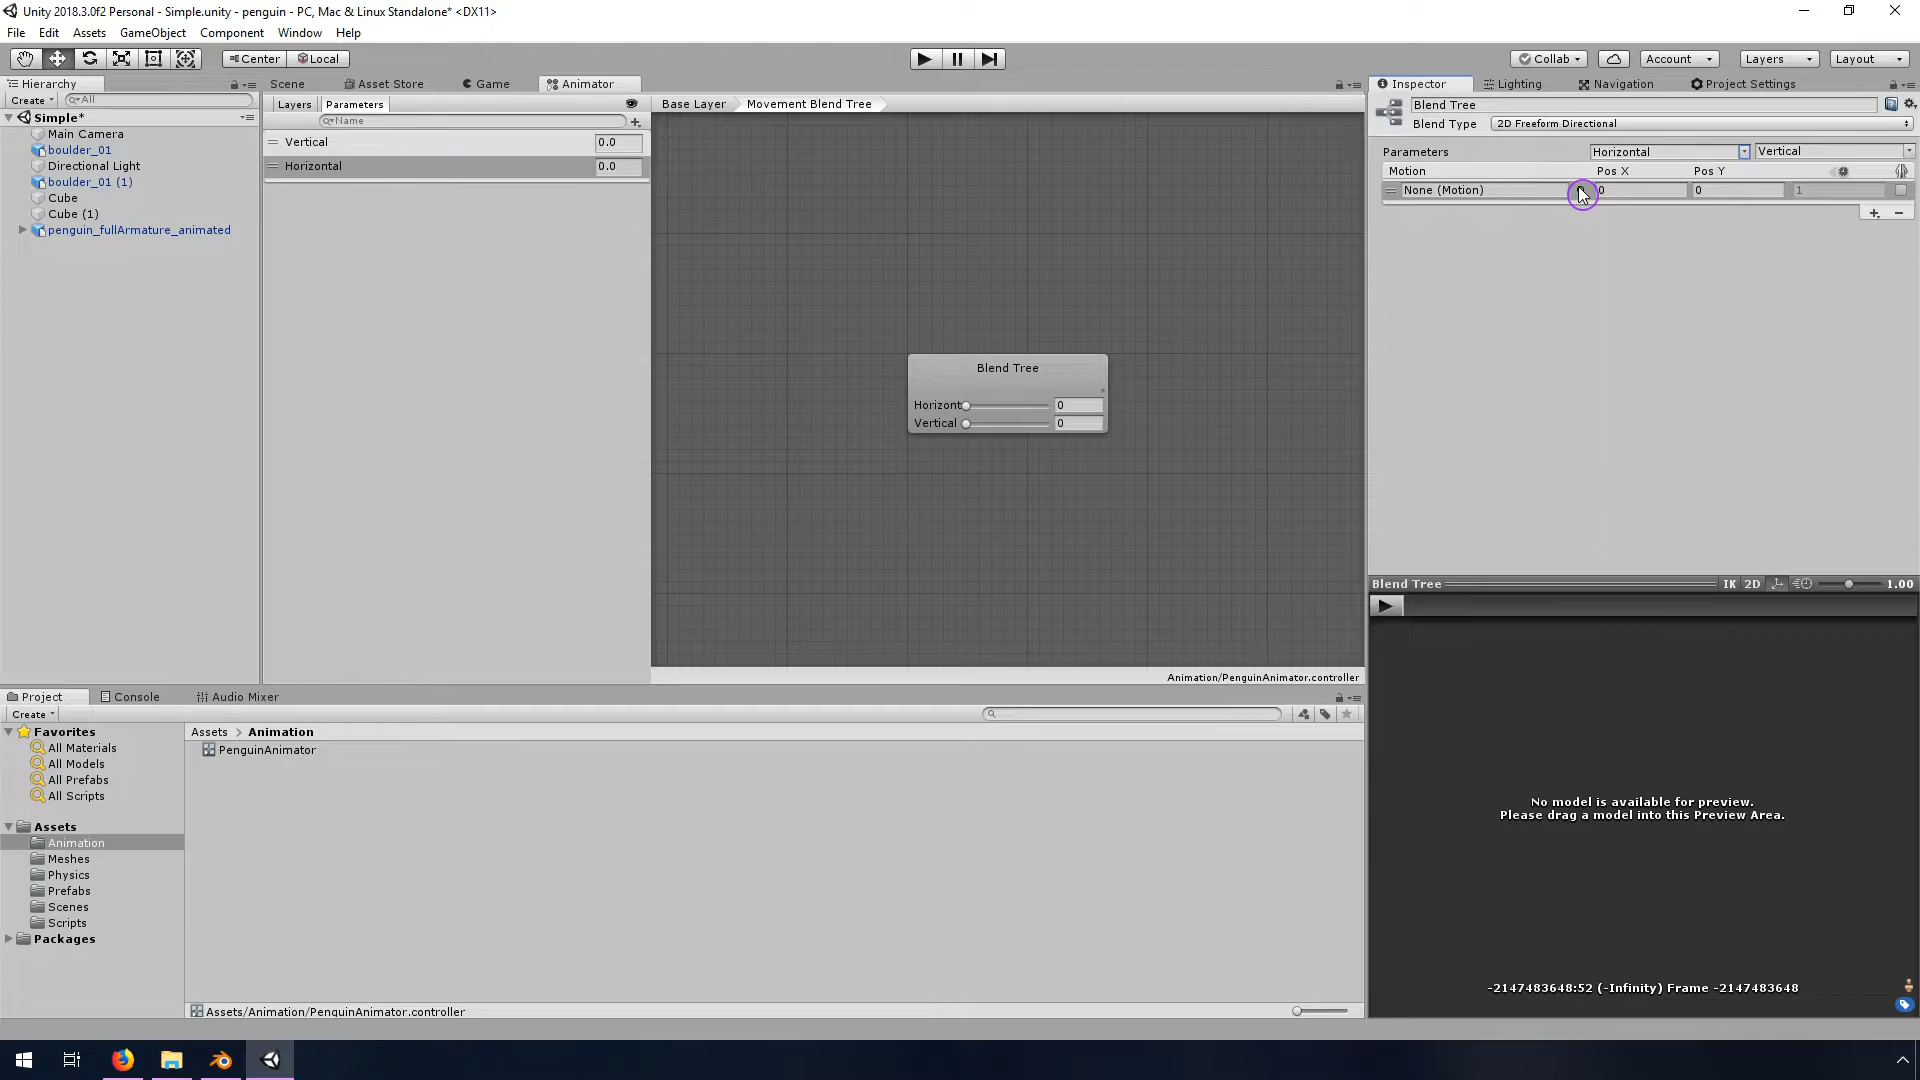 Unity 2018.3.0f2 Personal - Simple.unity - penguin - PC, Mac & Linux Standalone* <DX11>
File Edit Assets GameObject Component Window Help
Center Local Collab Account Layers Layout
Hierarchy Scene Asset Store Game Animator Inspector Lighting Navigation Project Settings
Create All Layers Parameters Base Layer Movement Blend Tree Blend Tree
Name Blend Type 2D Freeform Directional
Simple*
Main Camera
boulder_01
Directional Light
boulder_01 (1)
Cube
Cube (1)
penguin_fullArmature_animated
Vertical 0.0
Horizontal 0.0
Parameters Horizontal Vertical
Motion Pos X Pos Y
None (Motion) 0 0 1
Blend Tree
Horizont 0
Vertical 0
Animation/PenguinAnimator.controller
Blend Tree IK 2D 1.00
No model is available for preview.
Please drag a model into this Preview Area.
-2147483648:52 (-Infinity) Frame -2147483648
Project Console Audio Mixer
Create
Favorites
All Materials
All Models
All Prefabs
All Scripts
Assets
Animation
Meshes
Physics
Prefabs
Scenes
Scripts
Packages
Assets > Animation
PenguinAnimator
Assets/Animation/PenguinAnimator.controller